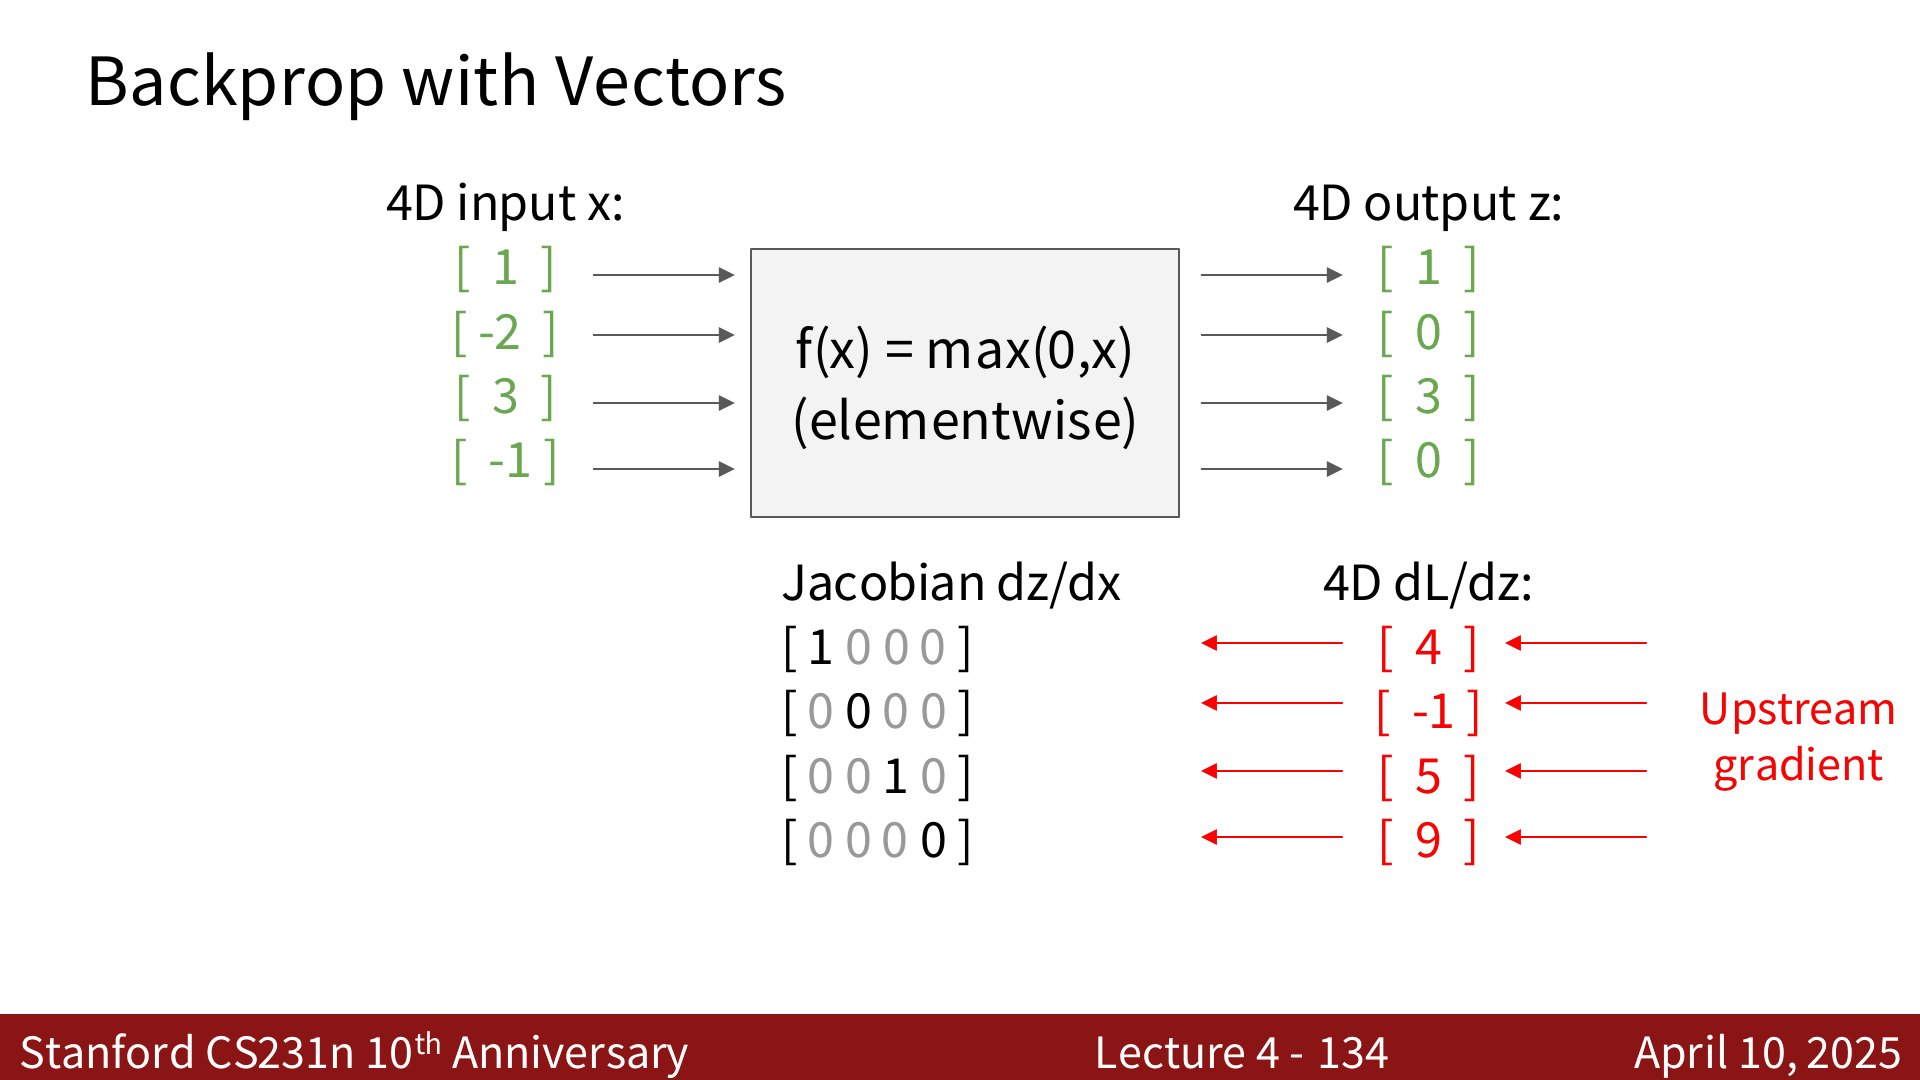 Backprop with Vectors
4D input x:
[ 1 ]
[ -2 ]
[ 3 ]
[ -1 ]
f(x) = max(0,x)
(elementwise)
4D output z:
[ 1 ]
[ 0 ]
[ 3 ]
[ 0 ]
Jacobian dz/dx
[ 1 0 0 0 ]
[ 0 0 0 0 ]
[ 0 0 1 0 ]
[ 0 0 0 0 ]
4D dL/dz:
[ 4 ]
[ -1 ]
[ 5 ]
[ 9 ]
Upstream
gradient
Stanford CS231n 10th Anniversary
Lecture 4 - 134
April 10, 2025